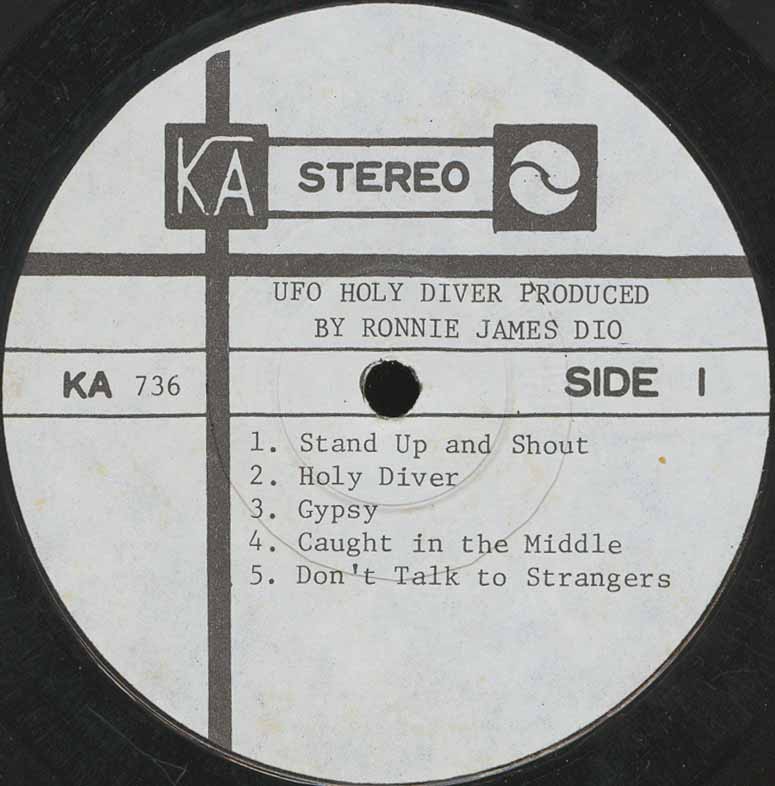 KA STEREO
UFO HOLY DIVER PRODUCED
BY RONNIE JAMES DIO
KA 736 SIDE I
1. Stand Up and Shout
2. Holy Diver
3. Gypsy
4. Caught in the Middle
5. Don't Talk to Strangers